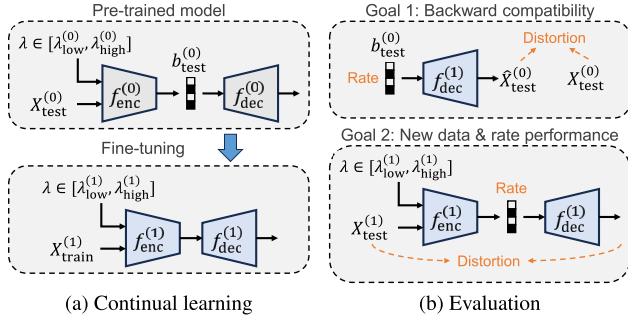 Pre-trained model
λ ∈ [λ_low^(0), λ_high^(0)]
b_test^(0)
X_test^(0)
f_enc^(0)
f_dec^(0)
Fine-tuning
λ ∈ [λ_low^(1), λ_high^(1)]
X_train^(1)
f_enc^(1)
f_dec^(1)
(a) Continual learning
Goal 1: Backward compatibility
b_test^(0)
Distortion
Rate
f_dec^(1)
X̂_test^(0)
X_test^(0)
Goal 2: New data & rate performance
λ ∈ [λ_low^(1), λ_high^(1)]
Rate
X_test^(1)
f_enc^(1)
f_dec^(1)
Distortion
(b) Evaluation